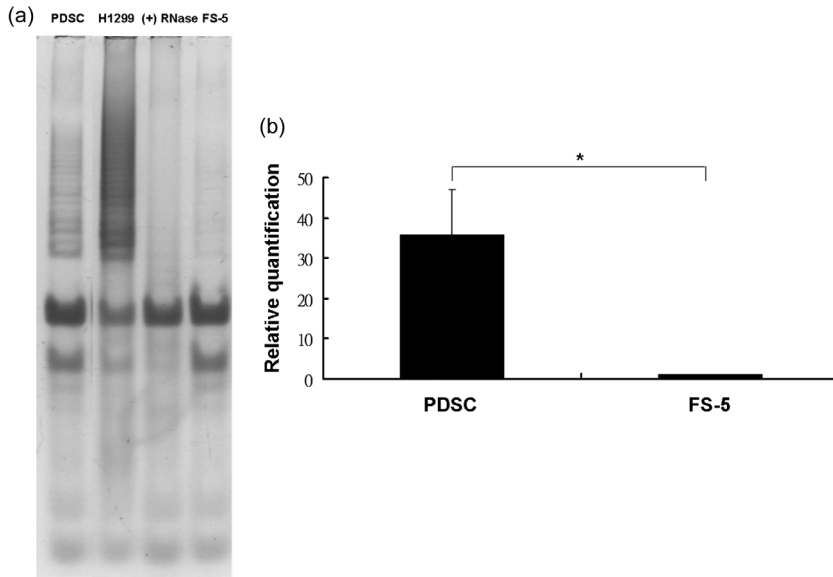 (a)
PDSC H1299 (+) RNase FS-5
(b)
*
Relative quantification
50
40
30
20
10
0
PDSC FS-5